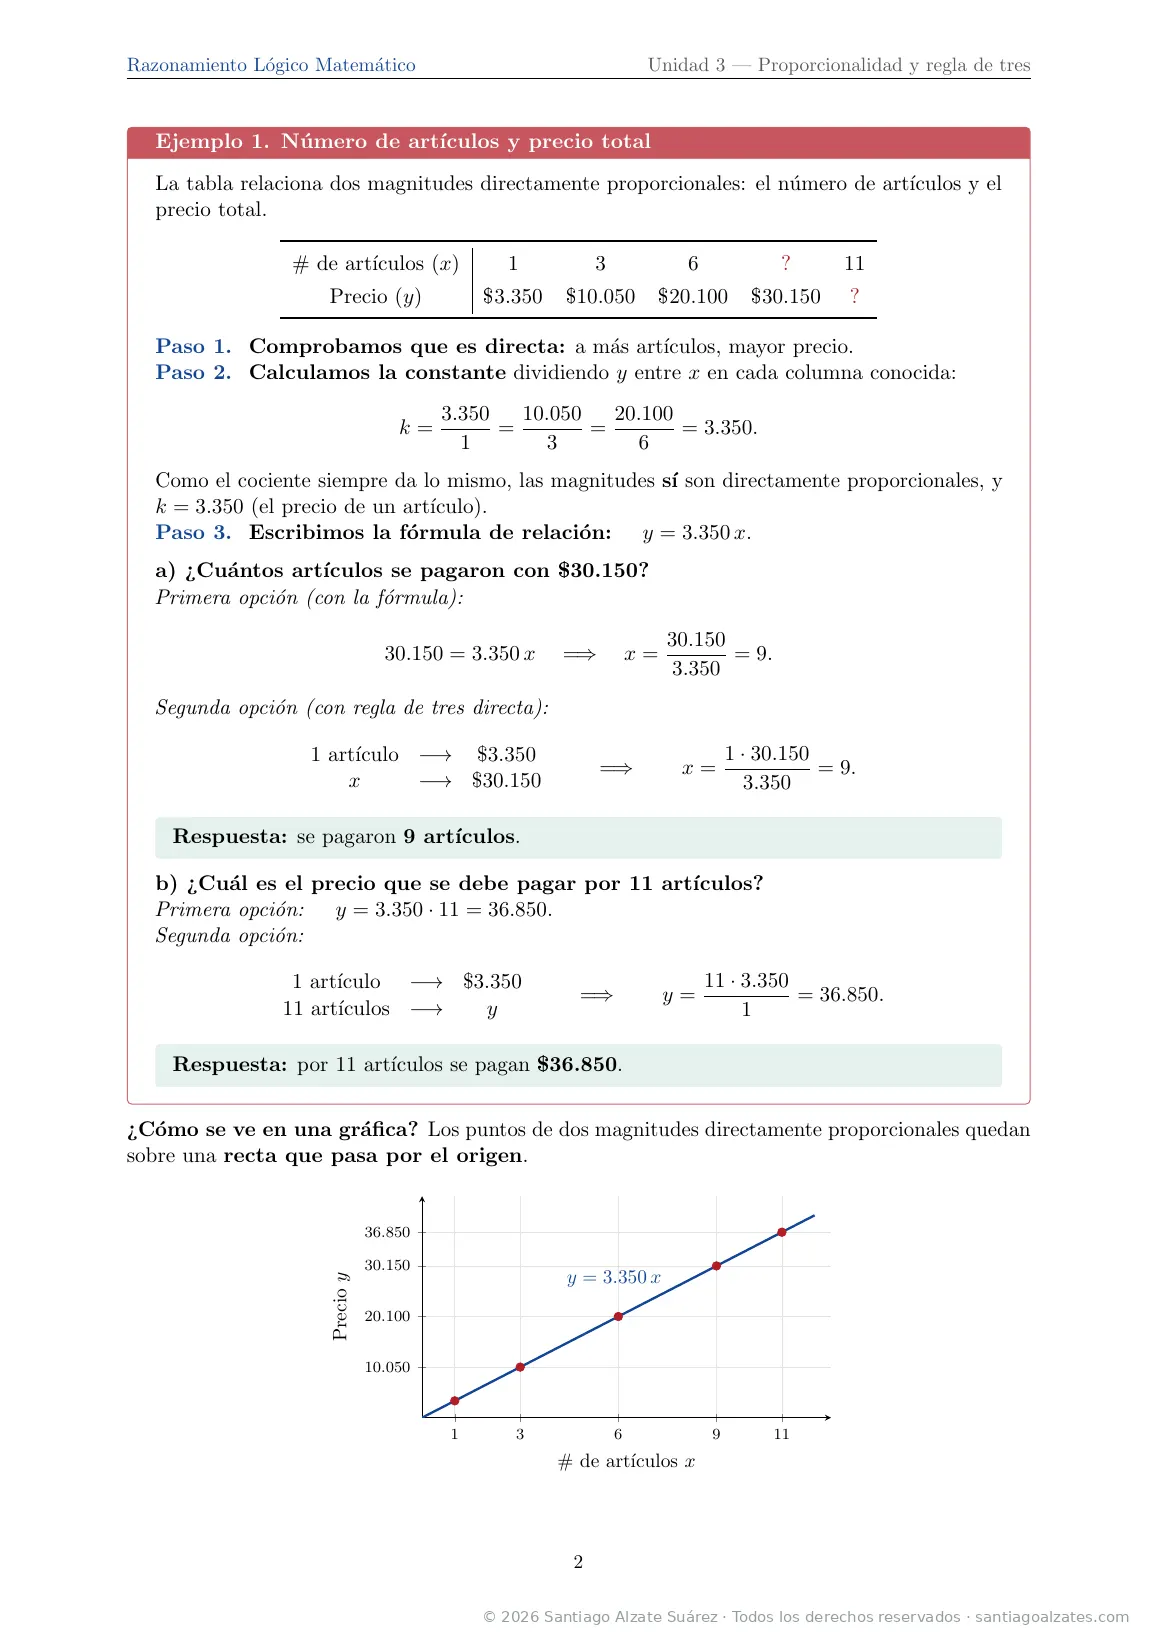 Razonamiento Lógico Matemático
Unidad 3 — Proporcionalidad y regla de tres
Ejemplo 1. Número de artículos y precio total
La tabla relaciona dos magnitudes directamente proporcionales: el número de artículos y el
precio total.
# de artículos (x) 1 3 6 ? 11
Precio (y) $3.350 $10.050 $20.100 $30.150 ?
Paso 1. Comprobamos que es directa: a más artículos, mayor precio.
Paso 2. Calculamos la constante dividiendo y entre x en cada columna conocida:
k = 3.350/1 = 10.050/3 = 20.100/6 = 3.350.
Como el cociente siempre da lo mismo, las magnitudes sí son directamente proporcionales, y
k = 3.350 (el precio de un artículo).
Paso 3. Escribimos la fórmula de relación: y = 3.350 x.
a) ¿Cuántos artículos se pagaron con $30.150?
Primera opción (con la fórmula):
30.150 = 3.350 x ⟹ x = 30.150/3.350 = 9.
Segunda opción (con regla de tres directa):
1 artículo ⟶ $3.350
x ⟶ $30.150
⟹ x = 1 · 30.150/3.350 = 9.
Respuesta: se pagaron 9 artículos.
b) ¿Cuál es el precio que se debe pagar por 11 artículos?
Primera opción: y = 3.350 · 11 = 36.850.
Segunda opción:
1 artículo ⟶ $3.350
11 artículos ⟶ y
⟹ y = 11 · 3.350/1 = 36.850.
Respuesta: por 11 artículos se pagan $36.850.
¿Cómo se ve en una gráfica? Los puntos de dos magnitudes directamente proporcionales quedan
sobre una recta que pasa por el origen.
36.850
30.150
20.100
10.050
Precio y
y = 3.350 x
1 3 6 9 11
# de artículos x
2
© 2026 Santiago Alzate Suárez · Todos los derechos reservados · santiagoalzates.com